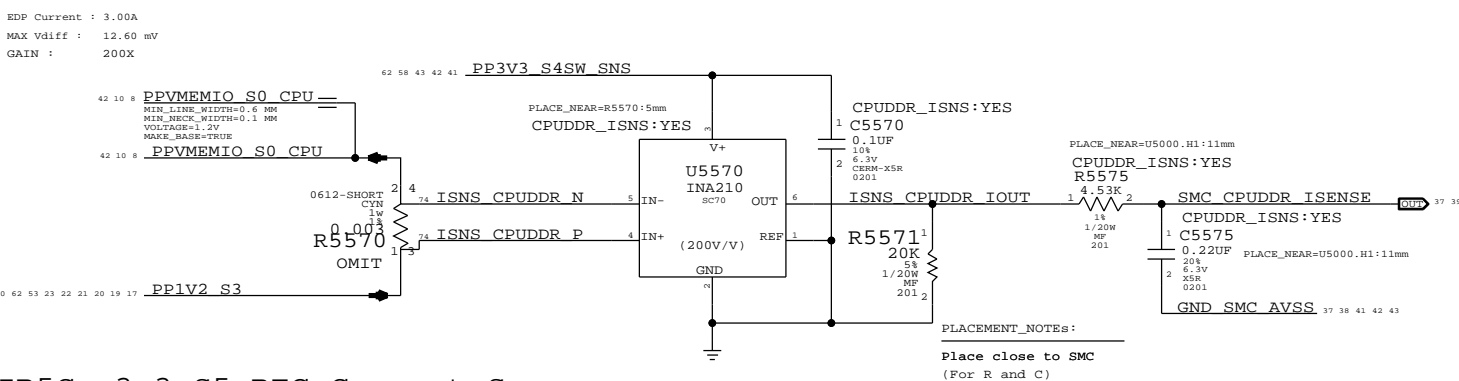 EDP Current : 3.00A
MAX Vdiff : 12.60 mV
GAIN : 200X
62 58 43 42 41 PP3V3_S4SW_SNS
42 10 8 PPVMEMIO_S0_CPU
MIN_LINE_WIDTH=0.6 MM
MIN_NECK_WIDTH=0.1 MM
VOLTAGE=1.2V
MAKE_BASE=TRUE
42 10 8 PPVMEMIO_S0_CPU
0612-SHORT
CYN
1W
1%
0.003
R5570
OMIT
2 4
1 3
74 ISNS_CPUDDR_N
74 ISNS_CPUDDR_P
62 53 23 22 21 20 19 17 PP1V2_S3
PLACE_NEAR=R5570:5mm
CPUDDR_ISNS:YES
3
V+
U5570
INA210
SC70
5 IN-
4 IN+
OUT 6
REF 1
(200V/V)
GND
2
CPUDDR_ISNS:YES
1
C5570
0.1UF
10%
6.3V
CERM-X5R
0201
2
ISNS_CPUDDR_IOUT
R5571
1
20K
5%
1/20W
MF
201
2
PLACE_NEAR=U5000.H1:11mm
CPUDDR_ISNS:YES
R5575
1 4.53K 2
1%
1/20W
MF
201
SMC_CPUDDR_ISENSE
OUT 37 39
CPUDDR_ISNS:YES
1
C5575
0.22UF
20%
6.3V
X5R
0201
2
PLACE_NEAR=U5000.H1:11mm
GND_SMC_AVSS 37 38 41 42 43
PLACEMENT_NOTEs:
Place close to SMC
(For R and C)